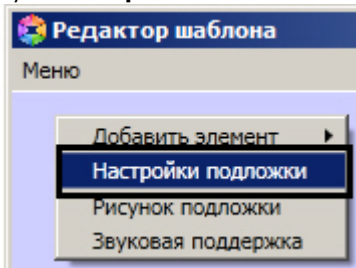 Редактор шаблона
Меню
Добавить элемент
Настройки подложки
Рисунок подложки
Звуковая поддержка